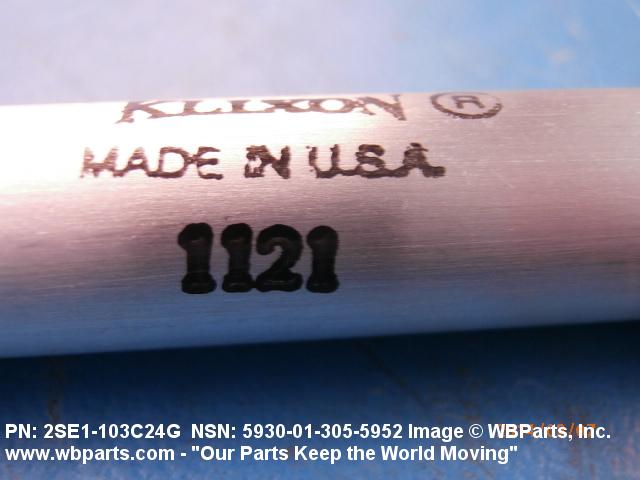 KLIXON ®
MADE IN U.S.A.
1121
PN: 2SE1-103C24G NSN: 5930-01-305-5952 Image © WBParts, Inc.
www.wbparts.com - "Our Parts Keep the World Moving"